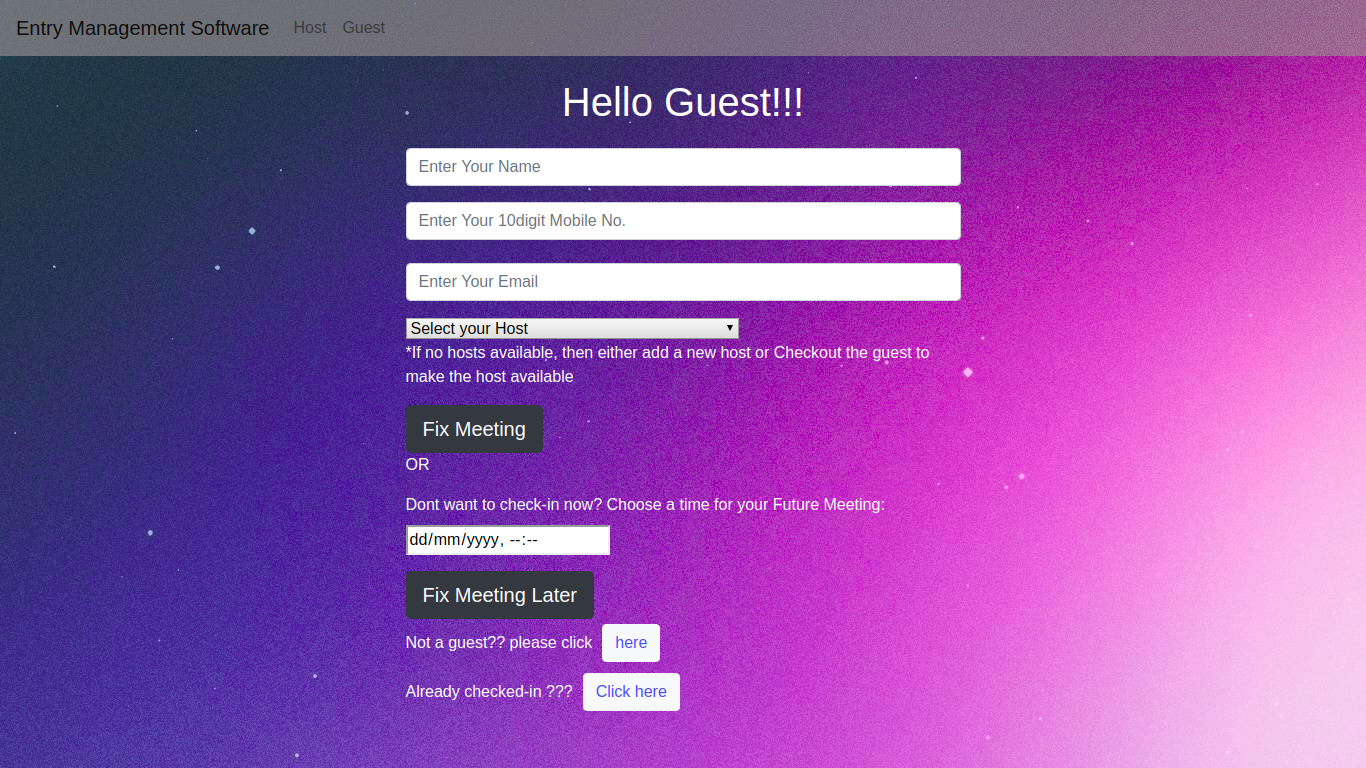 Entry Management Software Host Guest
Hello Guest!!!
Enter Your Name
Enter Your 10digit Mobile No.
Enter Your Email
Select your Host
*If no hosts available, then either add a new host or Checkout the guest to
make the host available
Fix Meeting
OR
Dont want to check-in now? Choose a time for your Future Meeting:
dd/mm/yyyy, --:--
Fix Meeting Later
Not a guest?? please click here
Already checked-in ??? Click here